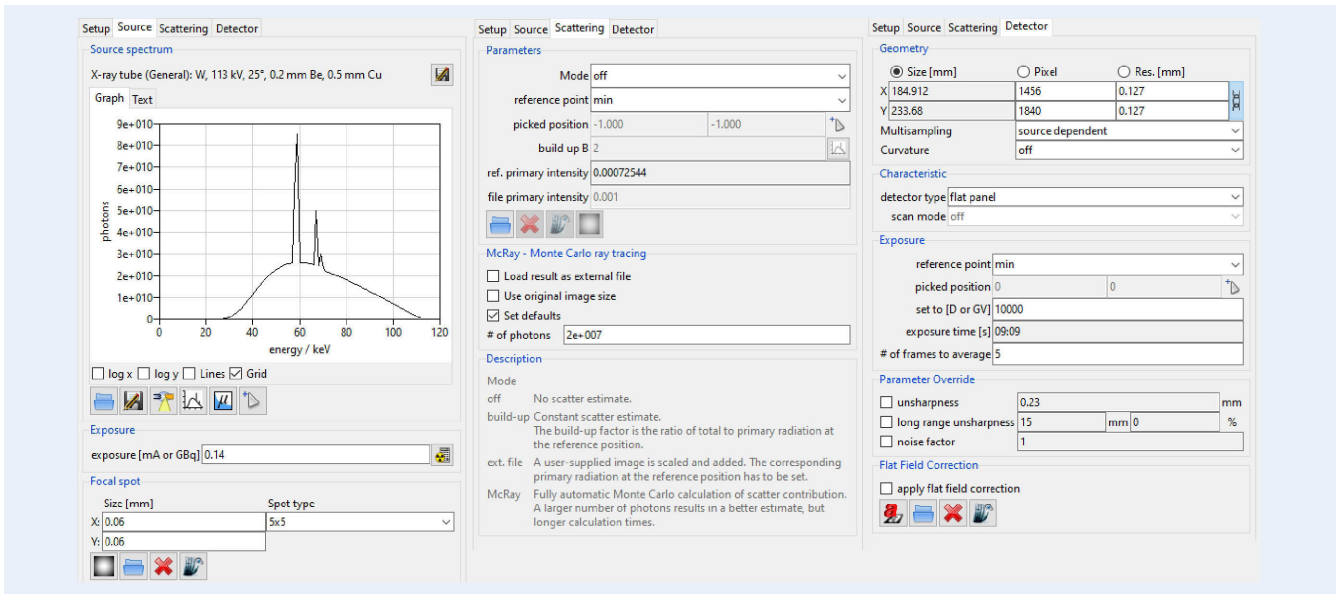 Setup Source Scattering Detector
Source spectrum
X-ray tube (General): W, 113 kV, 25°, 0.2 mm Be, 0.5 mm Cu
Graph Text
9e+010
8e+010
7e+010
6e+010
5e+010
4e+010
3e+010
2e+010
1e+010
0
photons
0 20 40 60 80 100 120
energy / keV
log x log y Lines Grid
μ
Exposure
exposure [mA or GBq] 0.14
Focal spot
Size [mm] Spot type
X: 0.06 5x5
Y: 0.06
Setup Source Scattering Detector
Parameters
Mode off
reference point min
picked position -1.000 -1.000
build up B 2
ref. primary intensity 0.00072544
file primary intensity 0.001
McRay - Monte Carlo ray tracing
Load result as external file
Use original image size
Set defaults
# of photons 2e+007
Description
Mode
off No scatter estimate.
build-up Constant scatter estimate.
The build-up factor is the ratio of total to primary radiation at
the reference position.
ext. file A user-supplied image is scaled and added. The corresponding
primary radiation at the reference position has to be set.
McRay Fully automatic Monte Carlo calculation of scatter contribution.
A larger number of photons results in a better estimate, but
longer calculation times.
Setup Source Scattering Detector
Geometry
Size [mm] Pixel Res. [mm]
X 184.912 1456 0.127
Y 233.68 1840 0.127
Multisampling source dependent
Curvature off
Characteristic
detector type flat panel
scan mode off
Exposure
reference point min
picked position 0 0
set to [D or GV] 10000
exposure time [s] 09:09
# of frames to average 5
Parameter Override
unsharpness 0.23 mm
long range unsharpness 15 mm 0 %
noise factor 1
Flat Field Correction
apply flat field correction
a